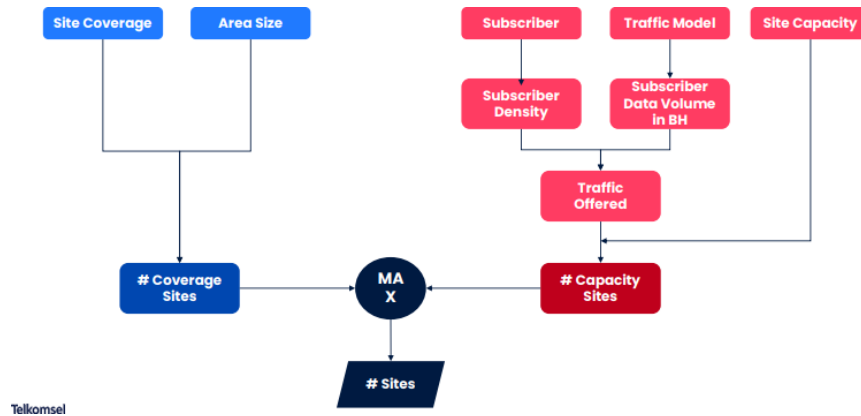 Site Coverage
Area Size
Subscriber
Traffic Model
Site Capacity
Subscriber
Density
Subscriber
Data Volume
in BH
Traffic
Offered
# Coverage
Sites
MA
X
# Capacity
Sites
# Sites
Telkomsel